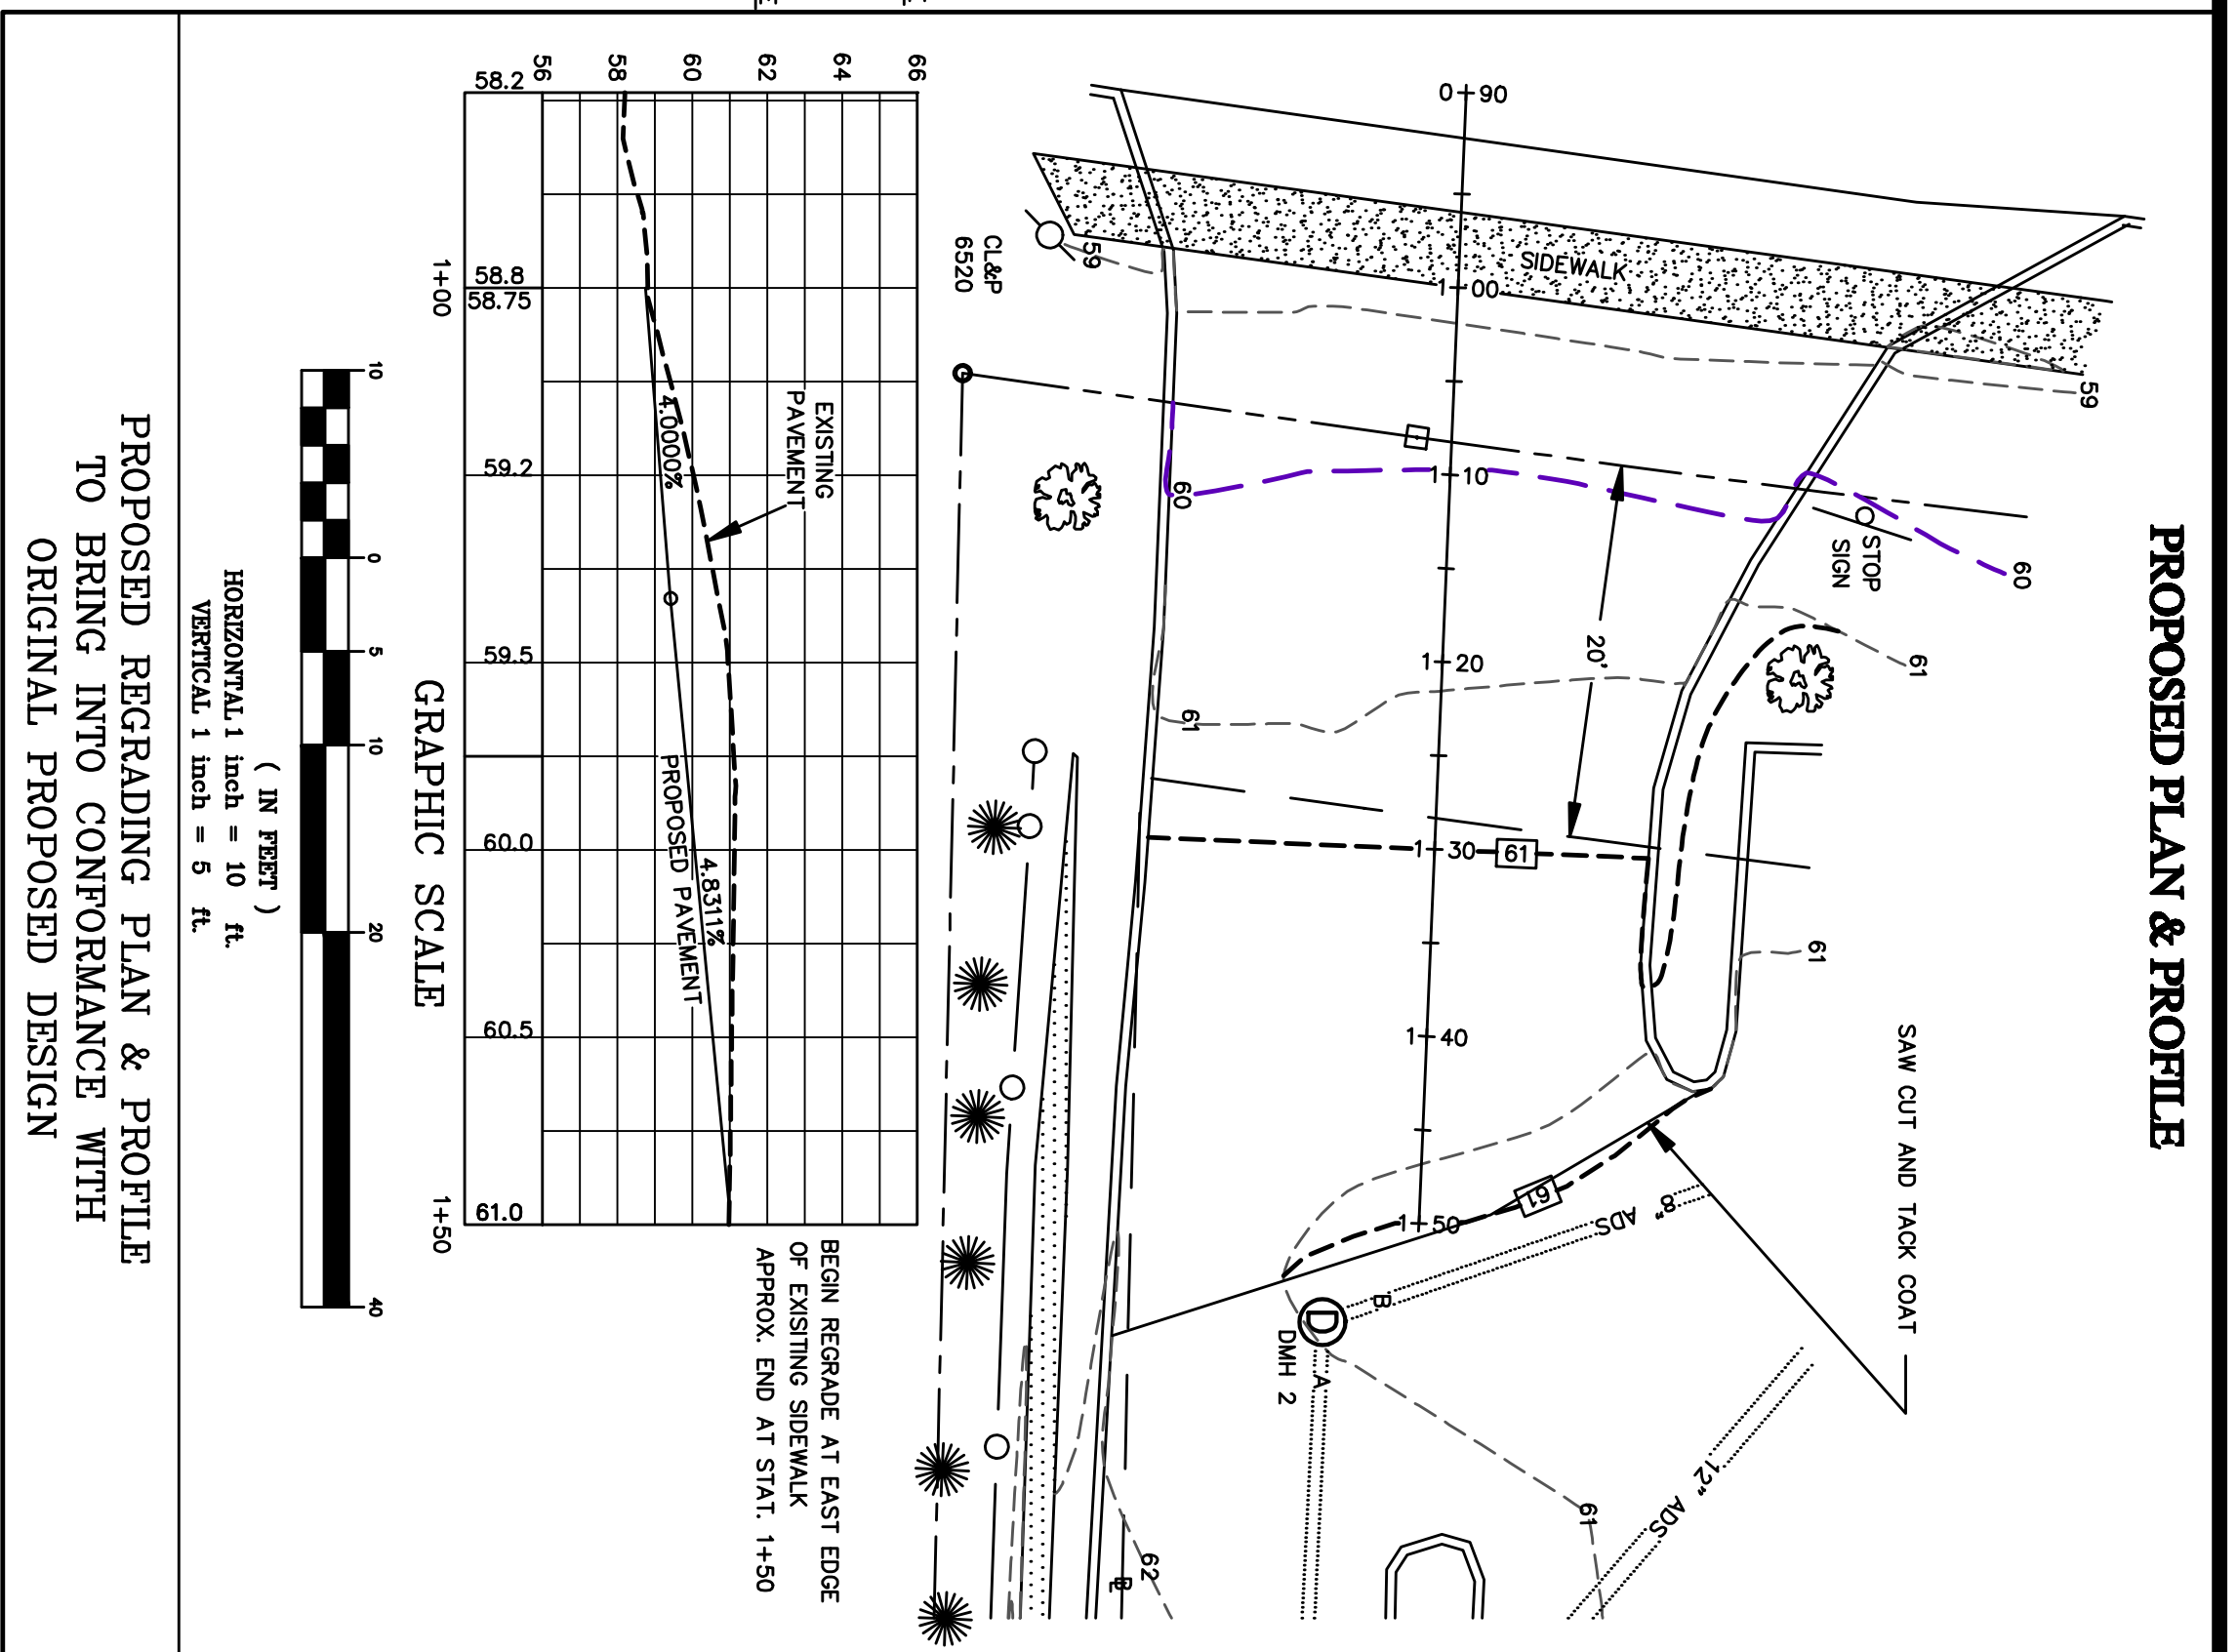 PROPOSED PLAN & PROFILE
0+90
SIDEWALK
1+00
59
59
CL&P
6520
60
1+10
60
STOP
SIGN
20'
61
1+20
61
1+30
61
61
1+40
SAW CUT AND TACK COAT
1+50
61
8" ADS
B
D
A
DMH 2
12" ADS
61
62
BEGIN REGRADE AT EAST EDGE
OF EXISITING SIDEWALK
APPROX. END AT STAT. 1+50
66
64
62
60
58
56
EXISTING
PAVEMENT
4.0000%
PROPOSED PAVEMENT
4.8311%
58.2
58.8
58.75
59.2
59.5
60.0
60.5
61.0
1+00
1+50
GRAPHIC SCALE
10
0
5
10
20
40
( IN FEET )
HORIZONTAL 1 inch = 10 ft.
VERTICAL 1 inch = 5 ft.
PROPOSED REGRADING PLAN & PROFILE
TO BRING INTO CONFORMANCE WITH
ORIGINAL PROPOSED DESIGN